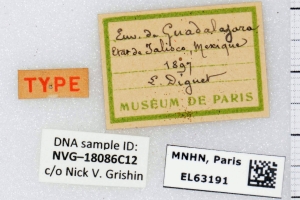 Env. de Guadalajara
Etat de Jalisco, Mexique
1897
L. Diguet
MUSÉUM DE PARIS
TYPE
DNA sample ID:
NVG–18086C12
c/o Nick V. Grishin
MNHN, Paris
EL63191